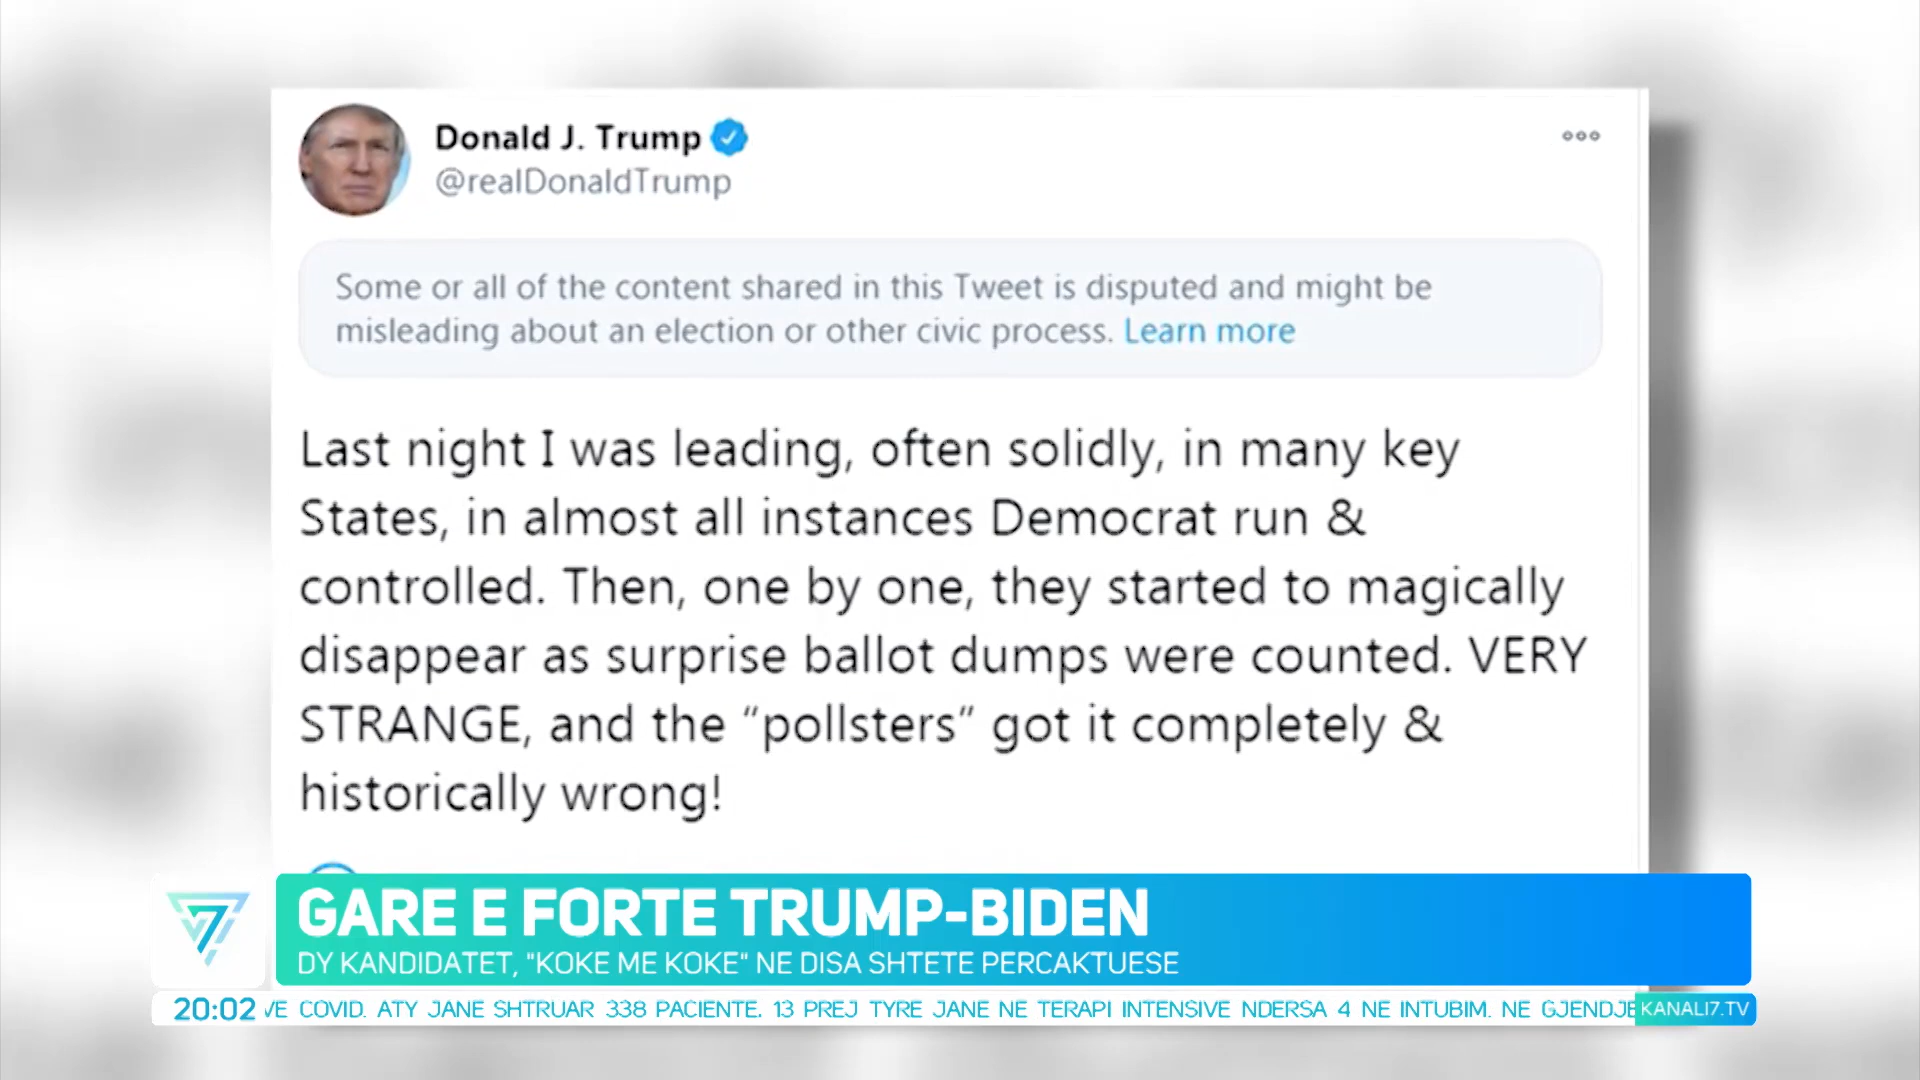 Donald J. Trump
@realDonaldTrump
Some or all of the content shared in this Tweet is disputed and might be
misleading about an election or other civic process. Learn more
Last night I was leading, often solidly, in many key
States, in almost all instances Democrat run &
controlled. Then, one by one, they started to magically
disappear as surprise ballot dumps were counted. VERY
STRANGE, and the “pollsters” got it completely &
historically wrong!
GARE E FORTE TRUMP-BIDEN
DY KANDIDATET, "KOKE ME KOKE" NE DISA SHTETE PERCAKTUESE
20:02 VE COVID. ATY JANE SHTRUAR 338 PACIENTE. 13 PREJ TYRE JANE NE TERAPI INTENSIVE NDERSA 4 NE INTUBIM. NE GJENDJE KANALI7.TV